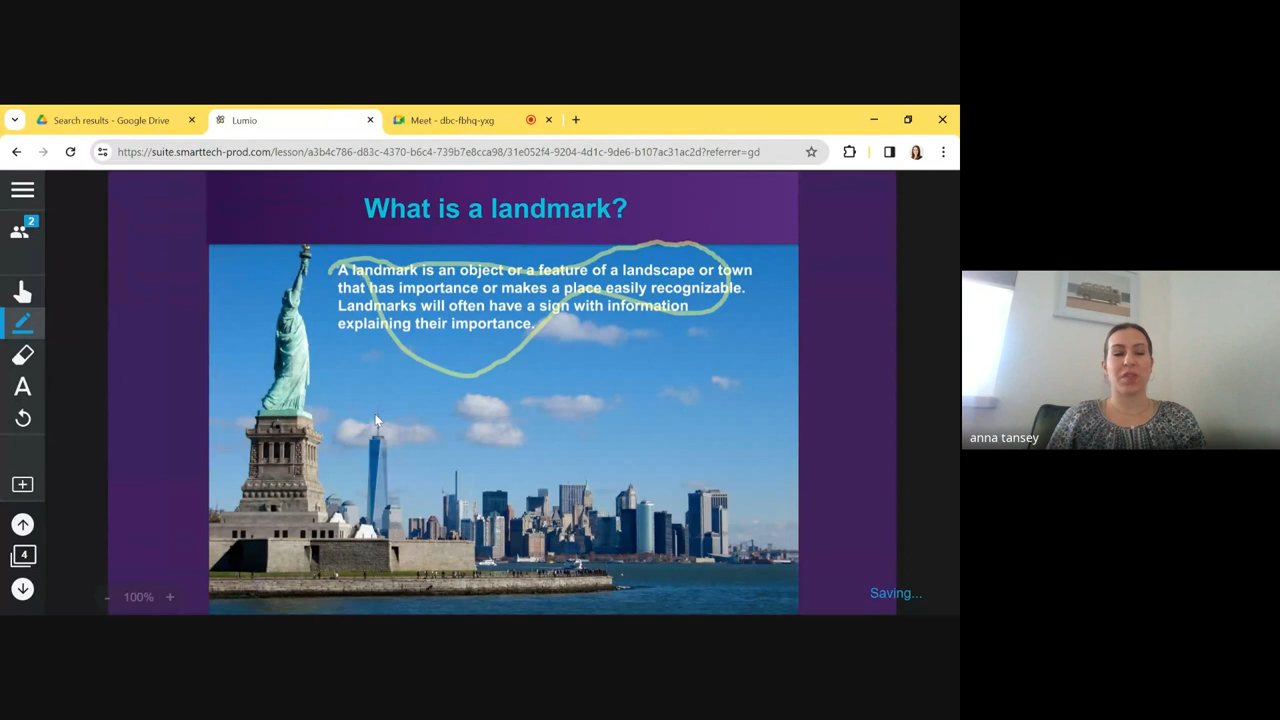 Search results - Google Drive
Lumio
Meet - dbc-fbhq-yxg
https://suite.smarttech-prod.com/lesson/a3b4c786-d83c-4370-b6c4-739b7e8cca98/31e052f4-9204-4d1c-9de6-b107ac31ac2d?referrer=gd
2
What is a landmark?
A landmark is an object or a feature of a landscape or town
that has importance or makes a place easily recognizable.
Landmarks will often have a sign with information
explaining their importance.
A
4
- 100% +
Saving...
anna tansey